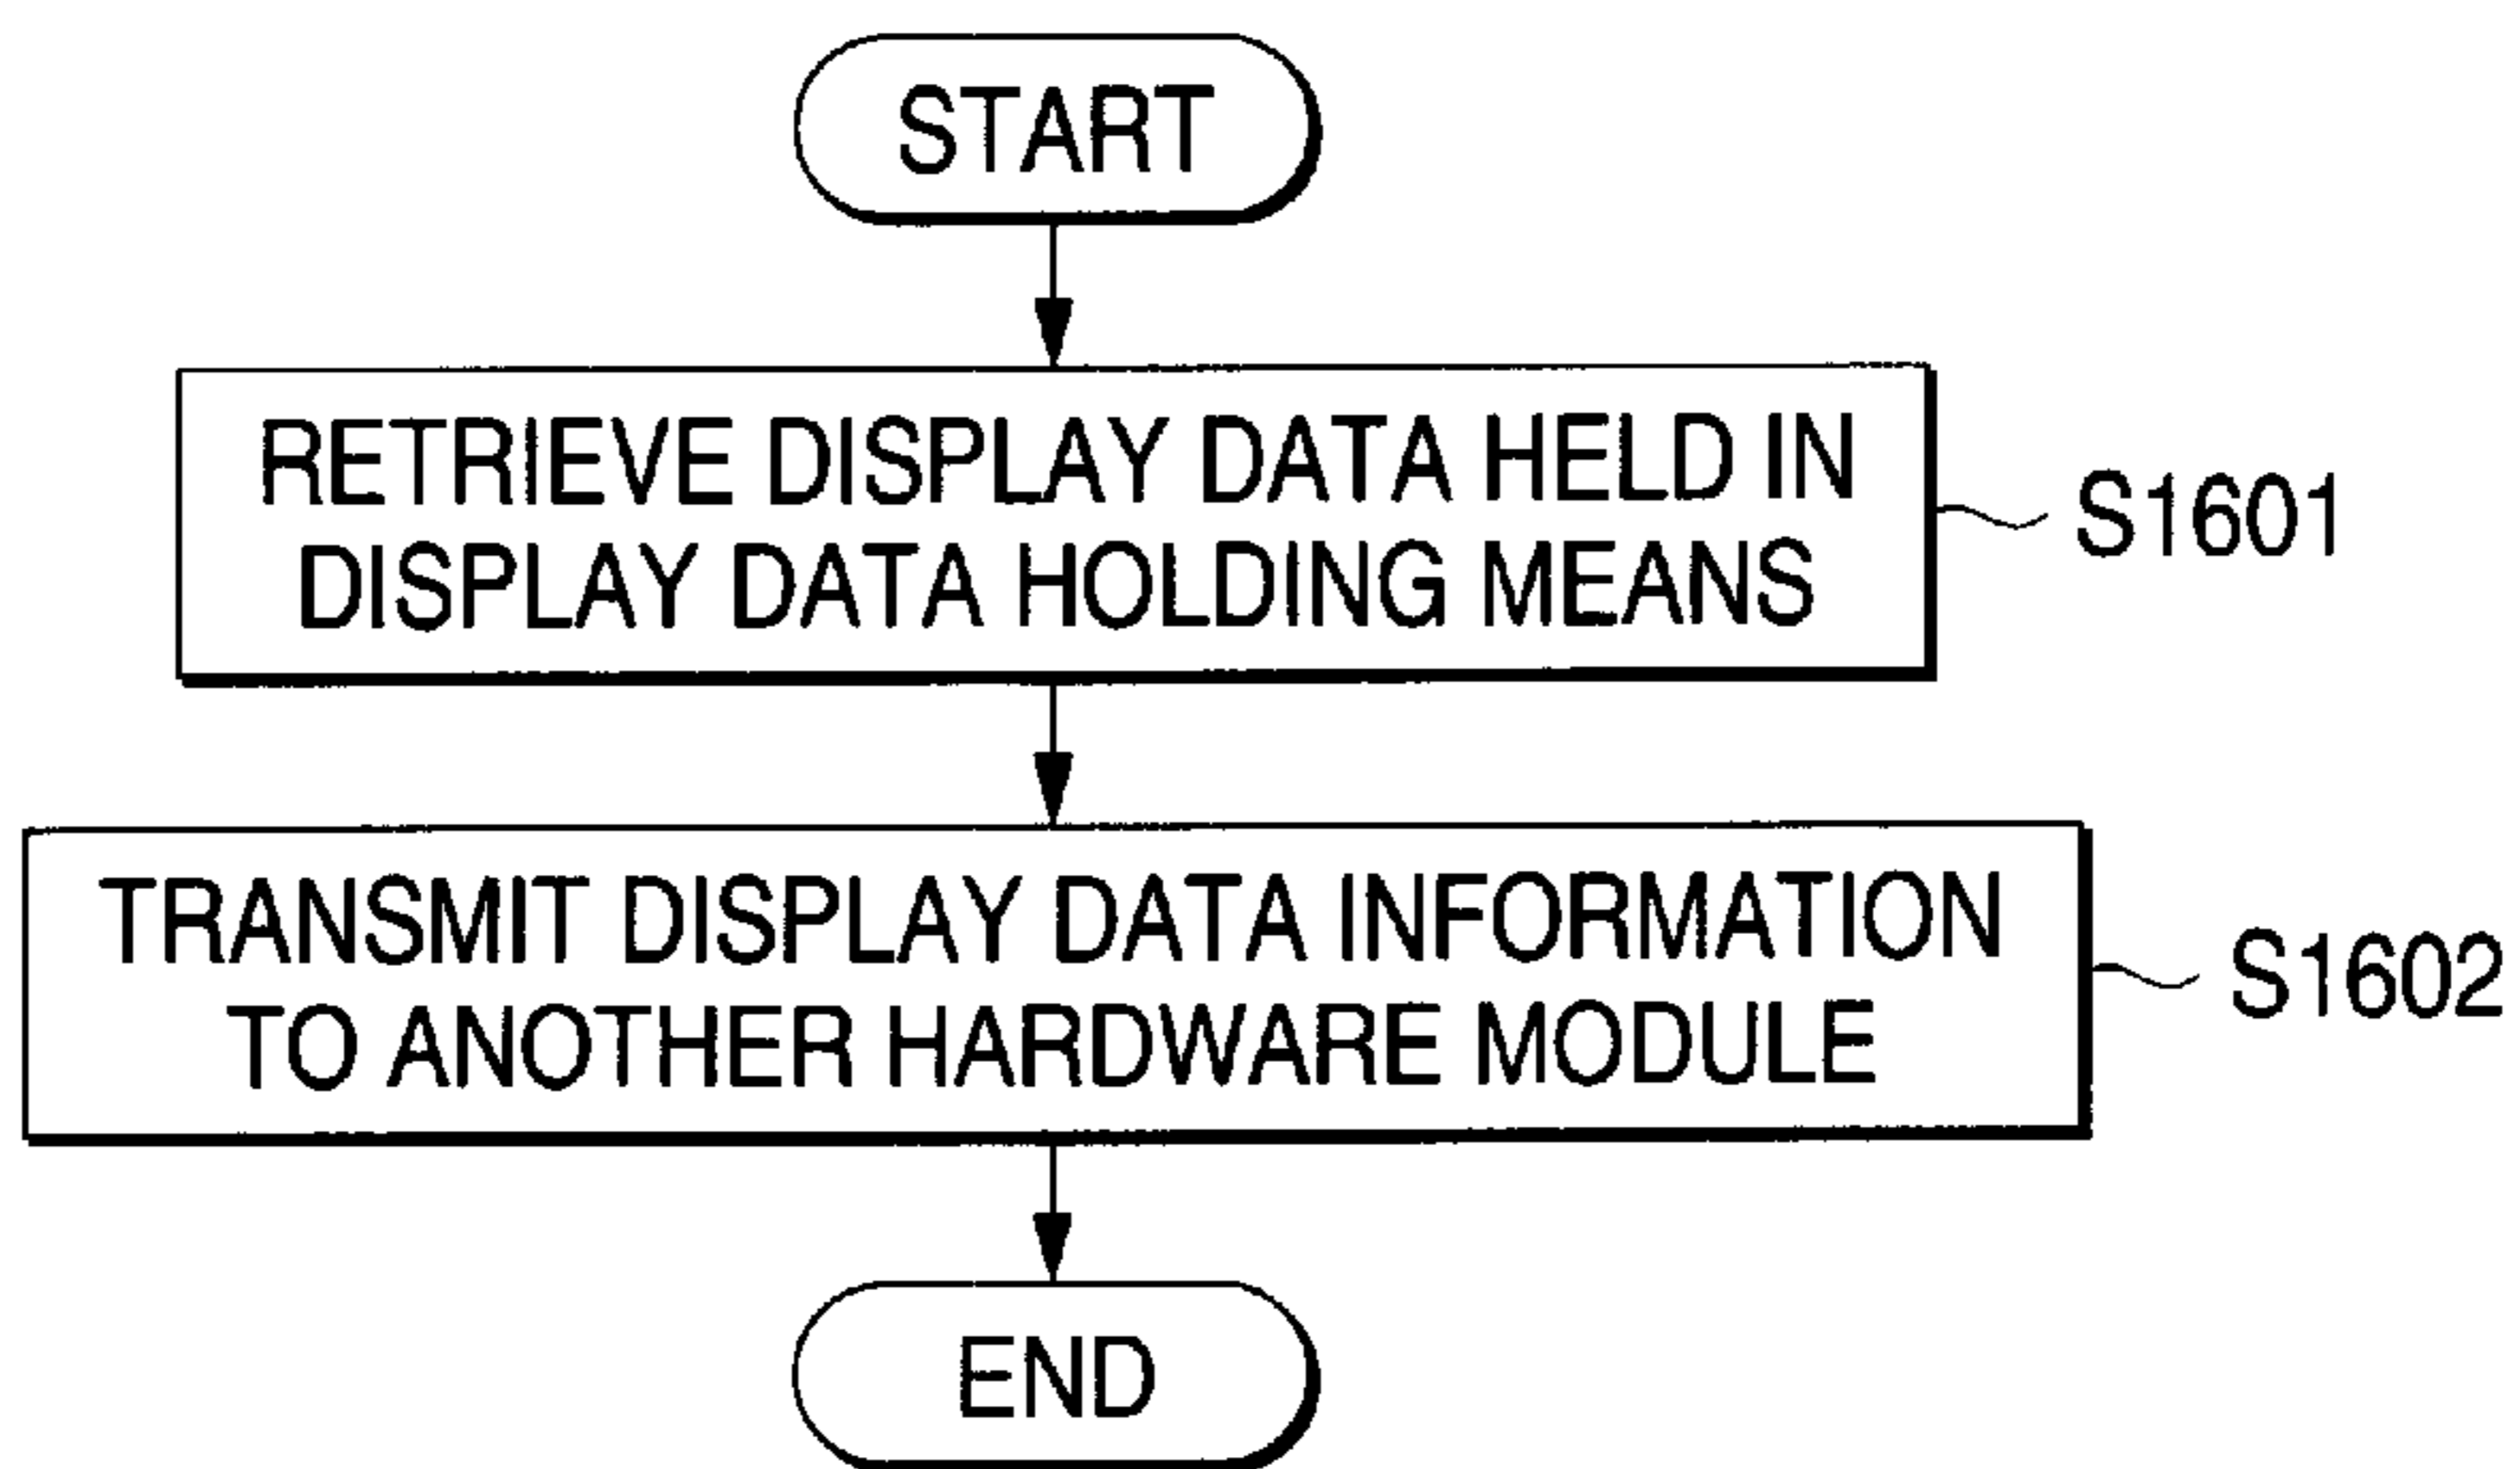 START
RETRIEVE DISPLAY DATA HELD IN
DISPLAY DATA HOLDING MEANS
S1601
TRANSMIT DISPLAY DATA INFORMATION
TO ANOTHER HARDWARE MODULE
S1602
END